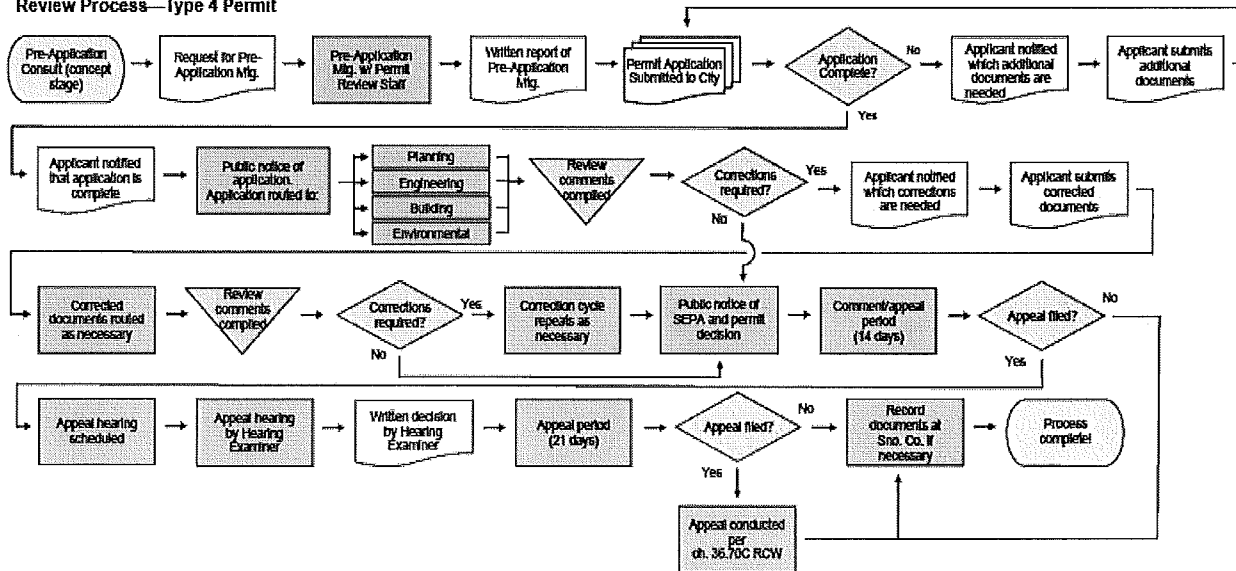 Review Process—Type 4 Permit
Pre-Application
Consult (concept
stage)
Request for Pre-
Application Mtg.
Pre-Application
Mtg. w/ Permit
Review Staff
Written report of
Pre-Application
Mtg.
Permit Application
Submitted to City
Application
Complete?
No
Yes
Applicant notified
which additional
documents are
needed
Applicant submits
additional
documents
Applicant notified
that application is
complete
Public notice of
application.
Application routed to:
Planning
Engineering
Building
Environmental
Review
comments
compiled
Corrections
required?
Yes
No
Applicant notified
which corrections
are needed
Applicant submits
corrected
documents
Corrected
documents routed
as necessary
Review
comments
compiled
Corrections
required?
Yes
No
Correction cycle
repeats as
necessary
Public notice of
SEPA and permit
decision
Comment/appeal
period
(14 days)
Appeal filed?
No
Yes
Appeal hearing
scheduled
Appeal hearing
by Hearing
Examiner
Written decision
by Hearing
Examiner
Appeal period
(21 days)
Appeal filed?
No
Yes
Record
documents at
Sno. Co. if
necessary
Process
complete!
Appeal conducted
per
ch. 36.70C RCW